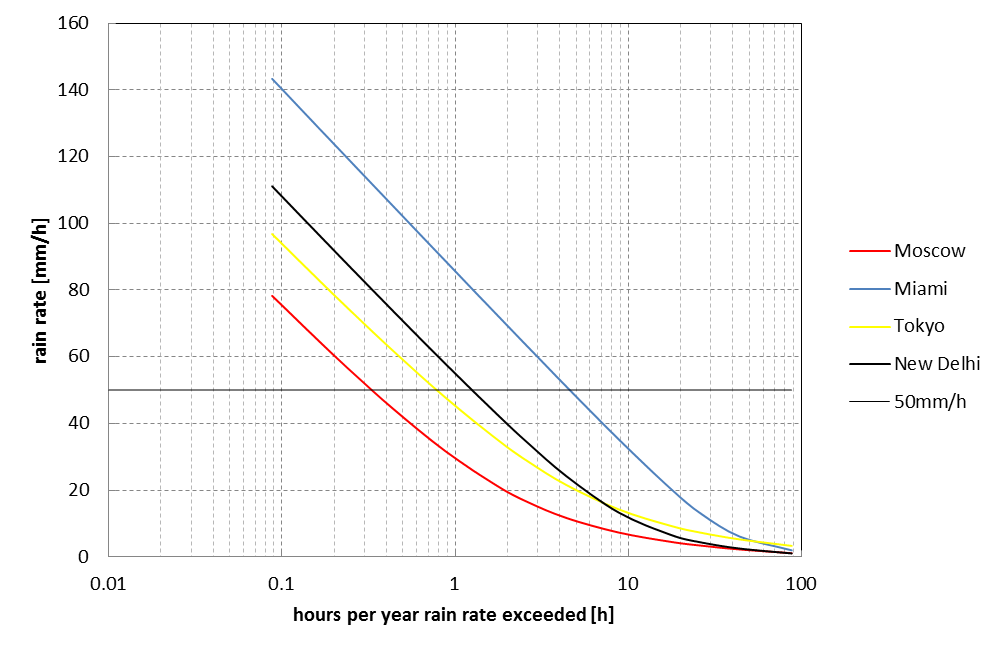 160
140
120
100
80
60
40
20
0
rain rate [mm/h]
0.01 0.1 1 10 100
hours per year rain rate exceeded [h]
Moscow
Miami
Tokyo
New Delhi
50mm/h